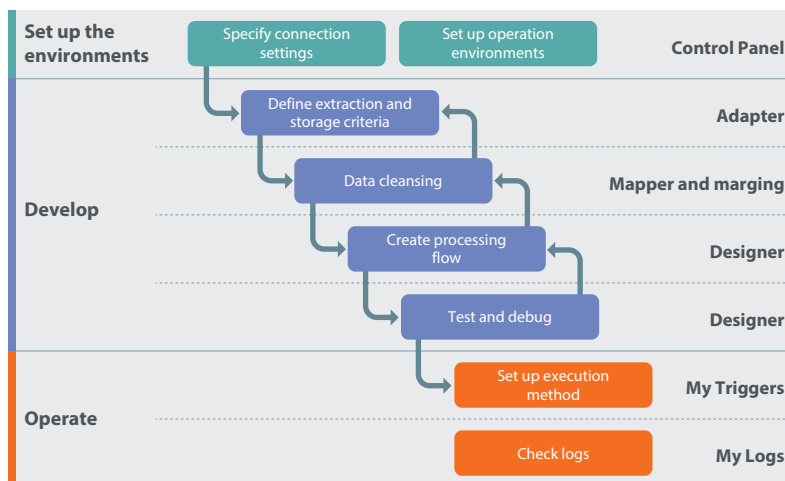 Set up the
environments
Specify connection
settings
Set up operation
environments
Control Panel
Develop
Define extraction and
storage criteria
Adapter
Data cleansing
Mapper and marging
Create processing
flow
Designer
Test and debug
Designer
Operate
Set up execution
method
My Triggers
Check logs
My Logs